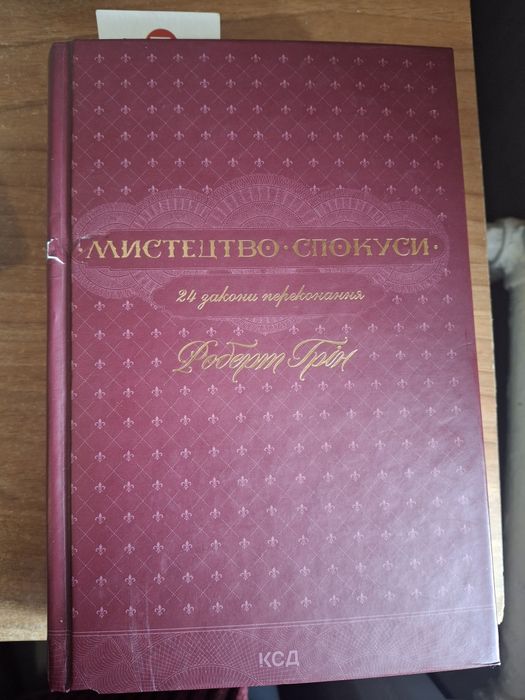 МИСТЕЦТВО · СПОКУСИ ·
24 закони переконання
Роберт Грін
КСД